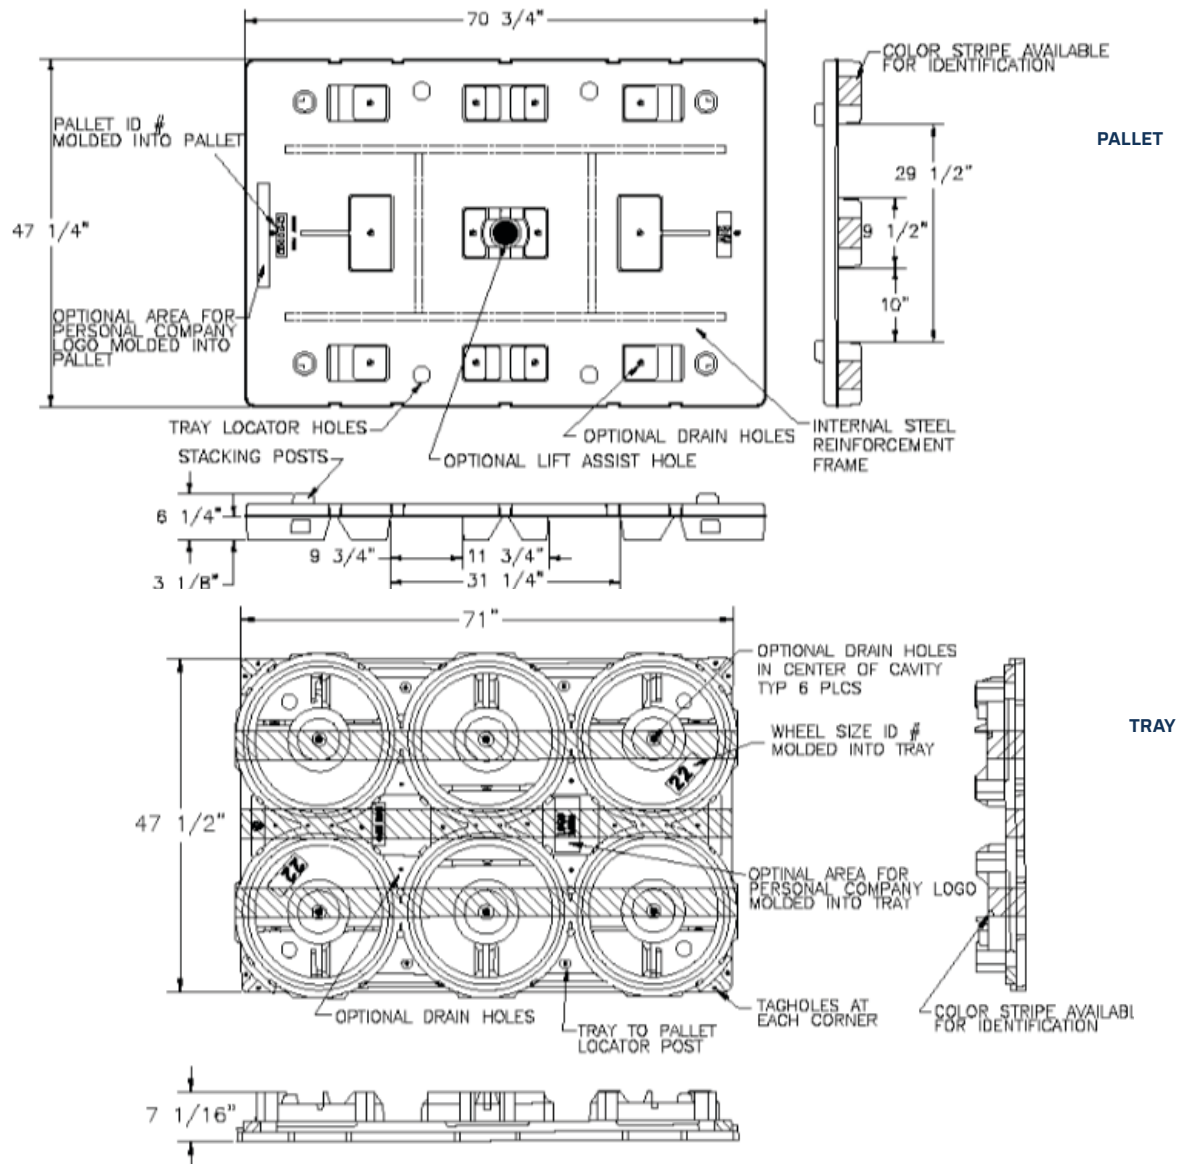 70 3/4"
COLOR STRIPE AVAILABLE
FOR IDENTIFICATION
PALLET
PALLET ID #
MOLDED INTO PALLET
29 1/2"
47 1/4"
9 1/2"
10"
OPTIONAL AREA FOR
PERSONAL COMPANY
LOGO MOLDED INTO
PALLET
TRAY LOCATOR HOLES
OPTIONAL DRAIN HOLES
INTERNAL STEEL
REINFORCEMENT
FRAME
STACKING POSTS
OPTIONAL LIFT ASSIST HOLE
6 1/4"
9 3/4"
11 3/4"
31 1/4"
3 1/8"
71"
OPTIONAL DRAIN HOLES
IN CENTER OF CAVITY
TYP 6 PLCS
TRAY
WHEEL SIZE ID #
MOLDED INTO TRAY
22
47 1/2"
22
OPTINAL AREA FOR
PERSONAL COMPANY LOGO
MOLDED INTO TRAY
OPTIONAL DRAIN HOLES
TAGHOLES AT
EACH CORNER
COLOR STRIPE AVAILABL
FOR IDENTIFICATION
TRAY TO PALLET
LOCATOR POST
7 1/16"